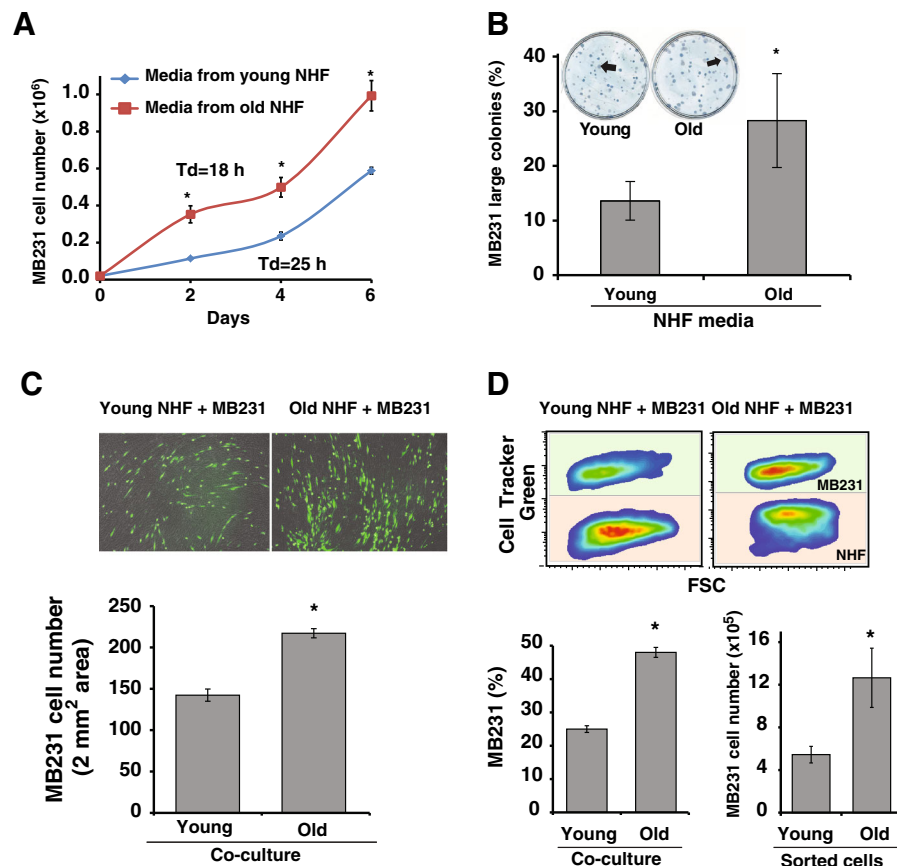 A
Media from young NHF
Media from old NHF
MB231 cell number (x10⁶)
1.0
0.8
0.6
0.4
0.2
0.0
*
*
*
Td=18 h
Td=25 h
0
2
4
6
Days
B
MB231 large colonies (%)
40
30
20
10
0
Young
Old
*
Young
Old
NHF media
C
Young NHF + MB231
Old NHF + MB231
MB231 cell number
(2 mm² area)
250
200
150
100
50
0
*
Young
Old
Co-culture
D
Young NHF + MB231
Old NHF + MB231
Cell Tracker
Green
MB231
NHF
FSC
MB231 (%)
50
40
30
20
10
0
*
Young
Old
Co-culture
MB231 cell number (x10⁵)
16
12
8
4
0
*
Young
Old
Sorted cells